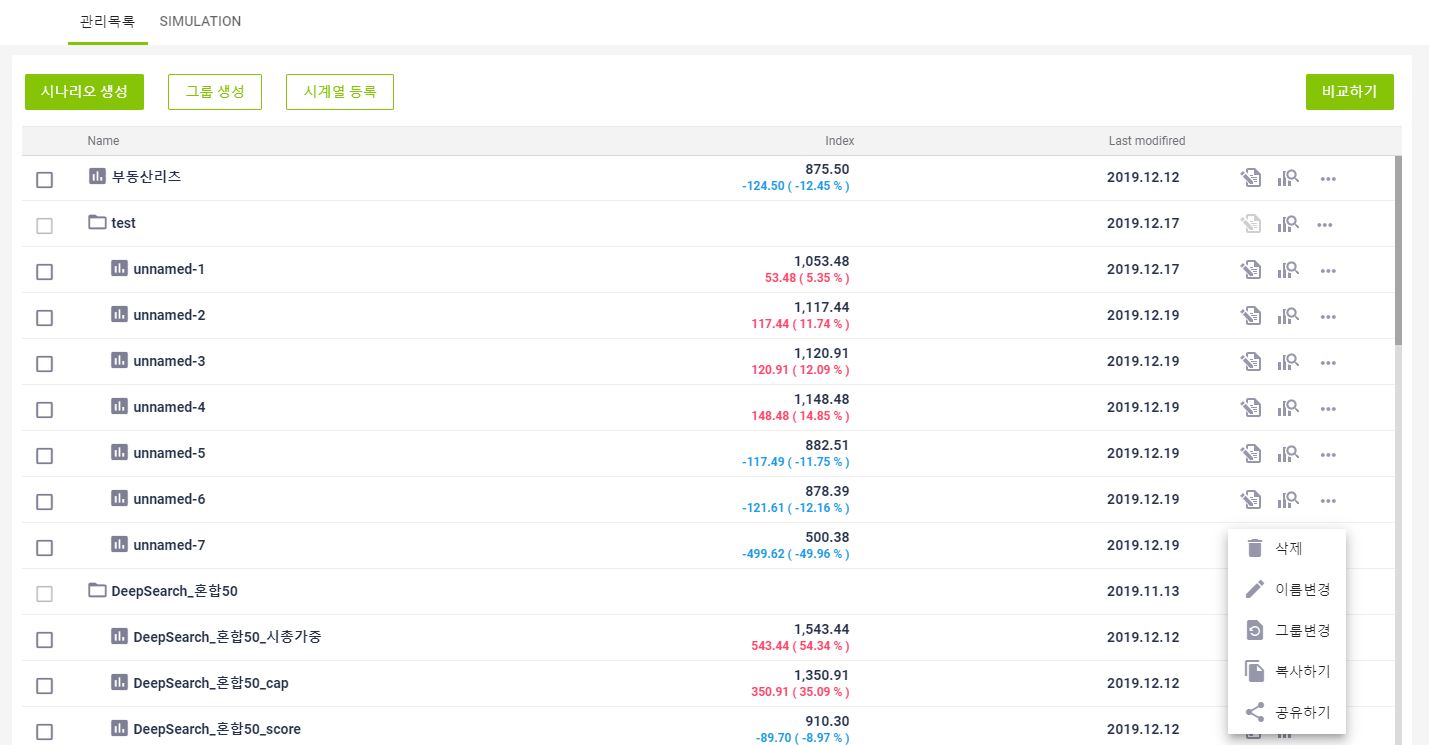 관리목록 SIMULATION
시나리오 생성 그룹 생성 시계열 등록 비교하기
Name Index Last modifired
부동산리츠 875.50 2019.12.12
-124.50 ( -12.45 % )
test 2019.12.17
unnamed-1 1,053.48 2019.12.17
53.48 ( 5.35 % )
unnamed-2 1,117.44 2019.12.19
117.44 ( 11.74 % )
unnamed-3 1,120.91 2019.12.19
120.91 ( 12.09 % )
unnamed-4 1,148.48 2019.12.19
148.48 ( 14.85 % )
unnamed-5 882.51 2019.12.19
-117.49 ( -11.75 % )
unnamed-6 878.39 2019.12.19
-121.61 ( -12.16 % )
unnamed-7 500.38 2019.12.19
-499.62 ( -49.96 % )
DeepSearch_혼합50 2019.11.13
DeepSearch_혼합50_시총가중 1,543.44 2019.12.12
543.44 ( 54.34 % )
DeepSearch_혼합50_cap 1,350.91 2019.12.12
350.91 ( 35.09 % )
DeepSearch_혼합50_score 910.30 2019.12.12
-89.70 ( -8.97 % )
삭제
이름변경
그룹변경
복사하기
공유하기